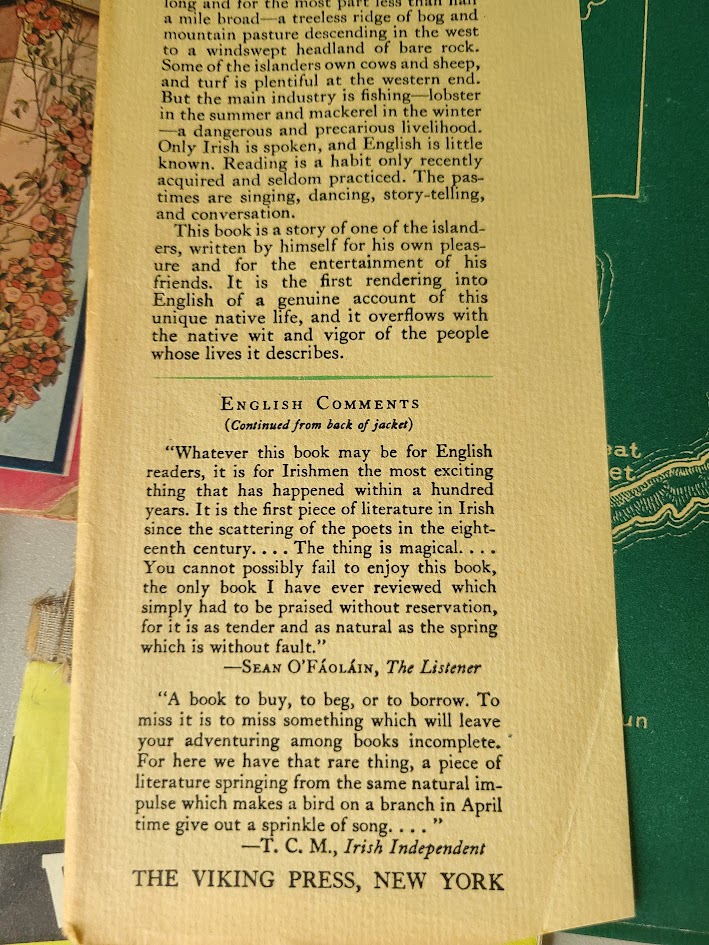 long and for the most part less than half
a mile broad—a treeless ridge of bog and
mountain pasture descending in the west
to a windswept headland of bare rock.
Some of the islanders own cows and sheep,
and turf is plentiful at the western end.
But the main industry is fishing—lobster
in the summer and mackerel in the winter
—a dangerous and precarious livelihood.
Only Irish is spoken, and English is little
known. Reading is a habit only recently
acquired and seldom practiced. The pas-
times are singing, dancing, story-telling,
and conversation.
This book is a story of one of the island-
ers, written by himself for his own pleas-
ure and for the entertainment of his
friends. It is the first rendering into
English of a genuine account of this
unique native life, and it overflows with
the native wit and vigor of the people
whose lives it describes.
ENGLISH COMMENTS
(Continued from back of jacket)
"Whatever this book may be for English
readers, it is for Irishmen the most exciting
thing that has happened within a hundred
years. It is the first piece of literature in Irish
since the scattering of the poets in the eight-
eenth century. . . . The thing is magical. . . .
You cannot possibly fail to enjoy this book,
the only book I have ever reviewed which
simply had to be praised without reservation,
for it is as tender and as natural as the spring
which is without fault."
—SEAN O'FÁOLÁIN, The Listener
"A book to buy, to beg, or to borrow. To
miss it is to miss something which will leave
your adventuring among books incomplete.
For here we have that rare thing, a piece of
literature springing from the same natural im-
pulse which makes a bird on a branch in April
time give out a sprinkle of song. . . ."
—T. C. M., Irish Independent
THE VIKING PRESS, NEW YORK